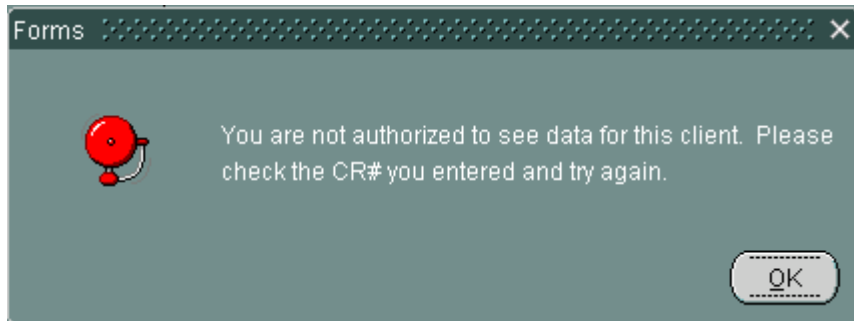 Forms
You are not authorized to see data for this client.  Please
check the CR# you entered and try again.
OK